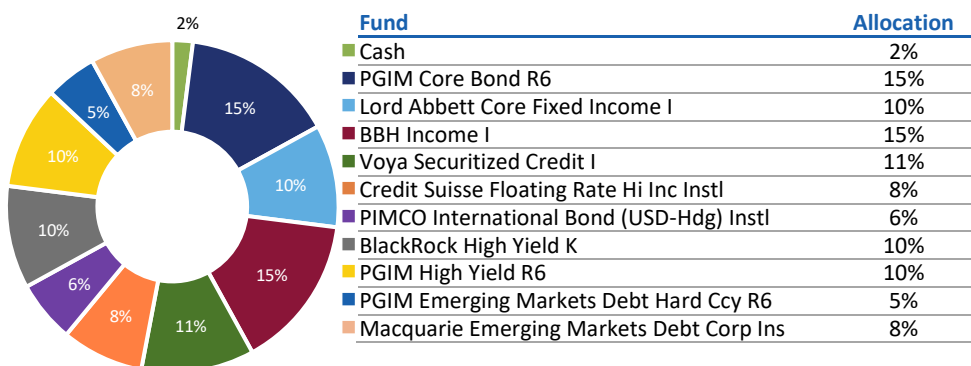 2%
15%
10%
15%
11%
8%
6%
10%
10%
5%
8%
Fund Allocation
Cash 2%
PGIM Core Bond R6 15%
Lord Abbett Core Fixed Income I 10%
BBH Income I 15%
Voya Securitized Credit I 11%
Credit Suisse Floating Rate Hi Inc Instl 8%
PIMCO International Bond (USD-Hdg) Instl 6%
BlackRock High Yield K 10%
PGIM High Yield R6 10%
PGIM Emerging Markets Debt Hard Ccy R6 5%
Macquarie Emerging Markets Debt Corp Ins 8%